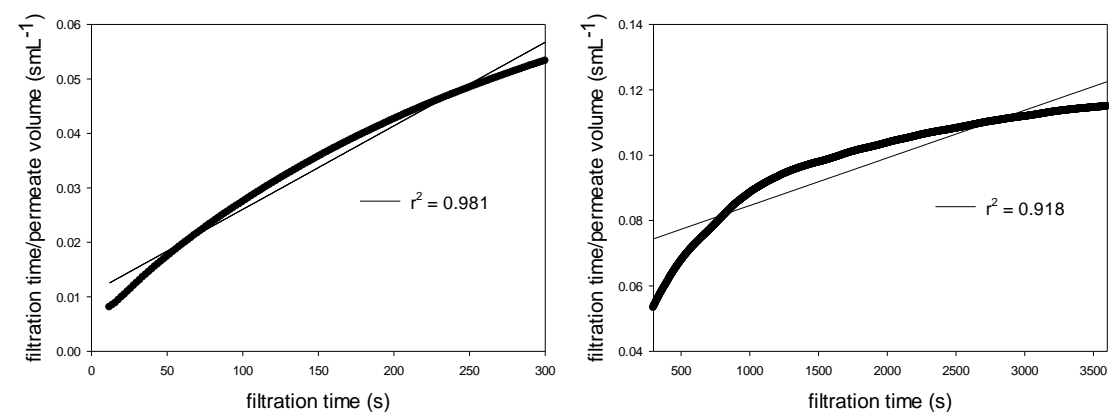 filtration time/permeate volume (smL-1)
0.06
0.05
0.04
0.03
0.02
0.01
0.00
r2 = 0.981
0 50 100 150 200 250 300
filtration time (s)
filtration time/permeate volume (smL-1)
0.14
0.12
0.10
0.08
0.06
0.04
r2 = 0.918
500 1000 1500 2000 2500 3000 3500
filtration time (s)